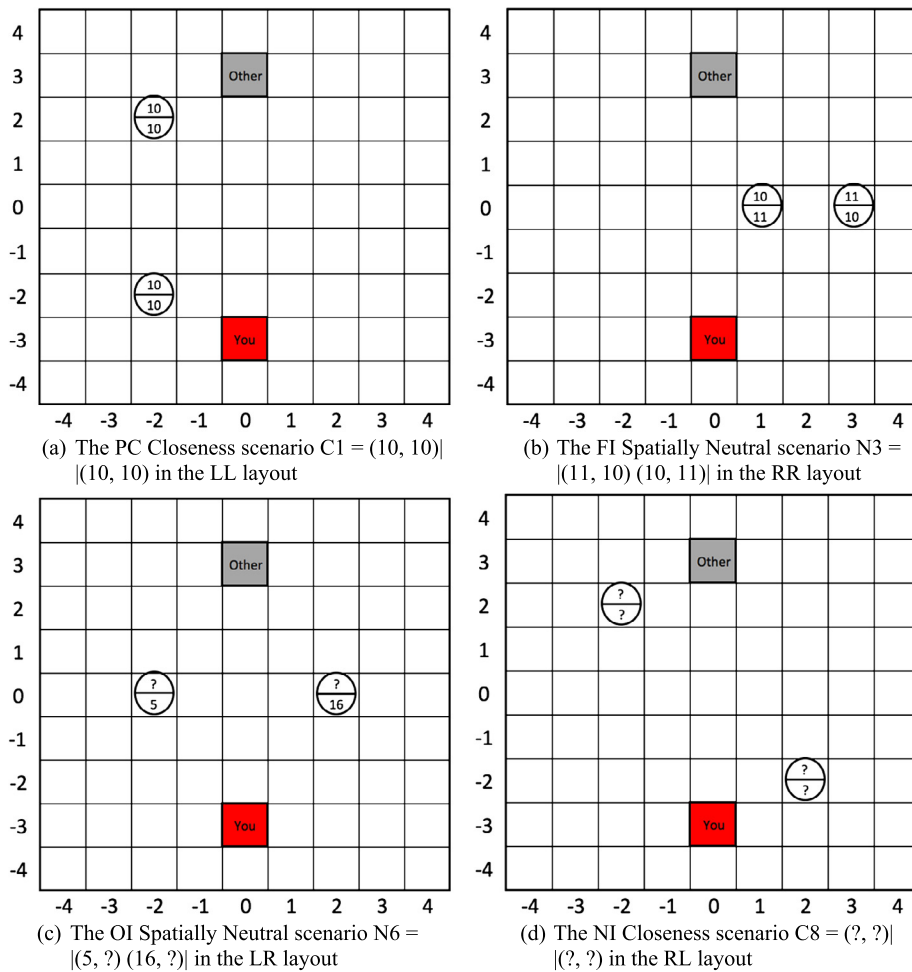 4
3 Other
2 10
10
1
0
-1
-2 10
10
-3 You
-4
-4 -3 -2 -1 0 1 2 3 4
(a) The PC Closeness scenario C1 = (10, 10)|
|(10, 10) in the LL layout
4
3 Other
2
1
0 10 11
11 10
-1
-2
-3 You
-4
-4 -3 -2 -1 0 1 2 3 4
(b) The FI Spatially Neutral scenario N3 =
|(11, 10) (10, 11)| in the RR layout
4
3 Other
2
1
0 ? ?
5 16
-1
-2
-3 You
-4
-4 -3 -2 -1 0 1 2 3 4
(c) The OI Spatially Neutral scenario N6 =
|(5, ?) (16, ?)| in the LR layout
4
3 Other
2 ?
?
1
0
-1
-2 ?
?
-3 You
-4
-4 -3 -2 -1 0 1 2 3 4
(d) The NI Closeness scenario C8 = (?, ?)|
|(?, ?) in the RL layout